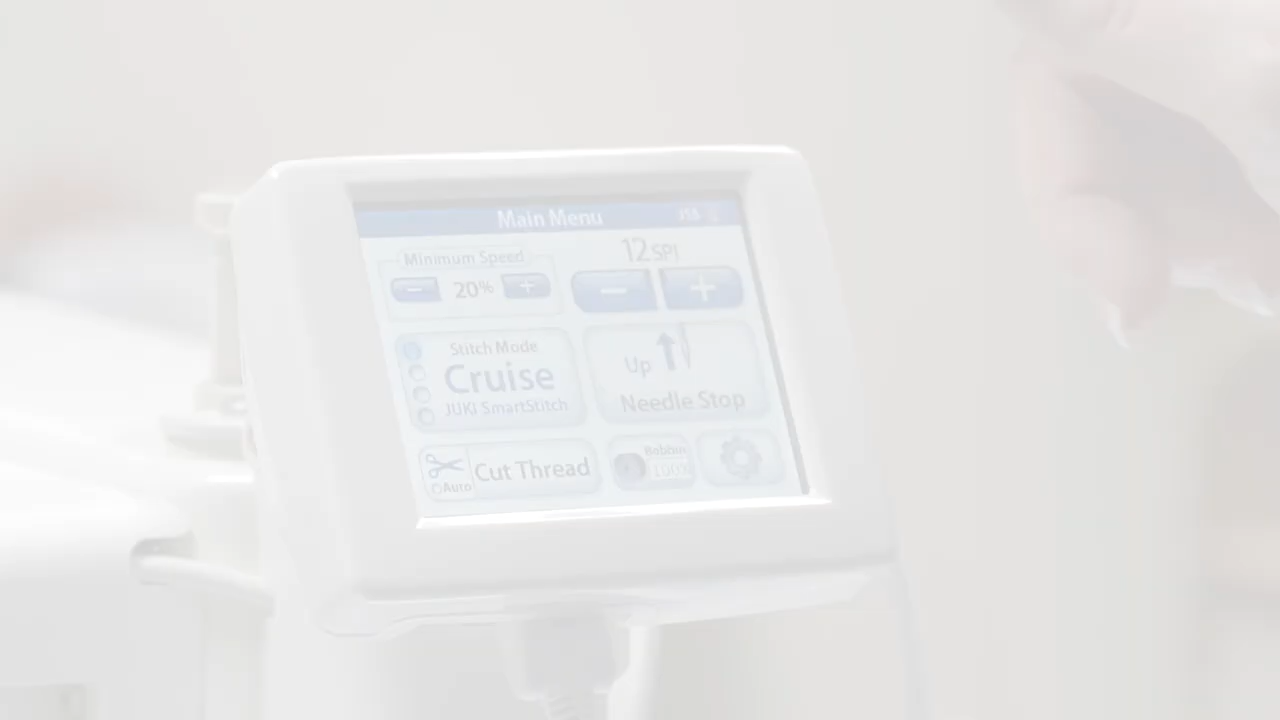 Main Menu
Minimum Speed
20%
12 SPI
Stitch Mode
Cruise
JUKI SmartStitch
Up
Needle Stop
Cut Thread
Auto
Bobbin